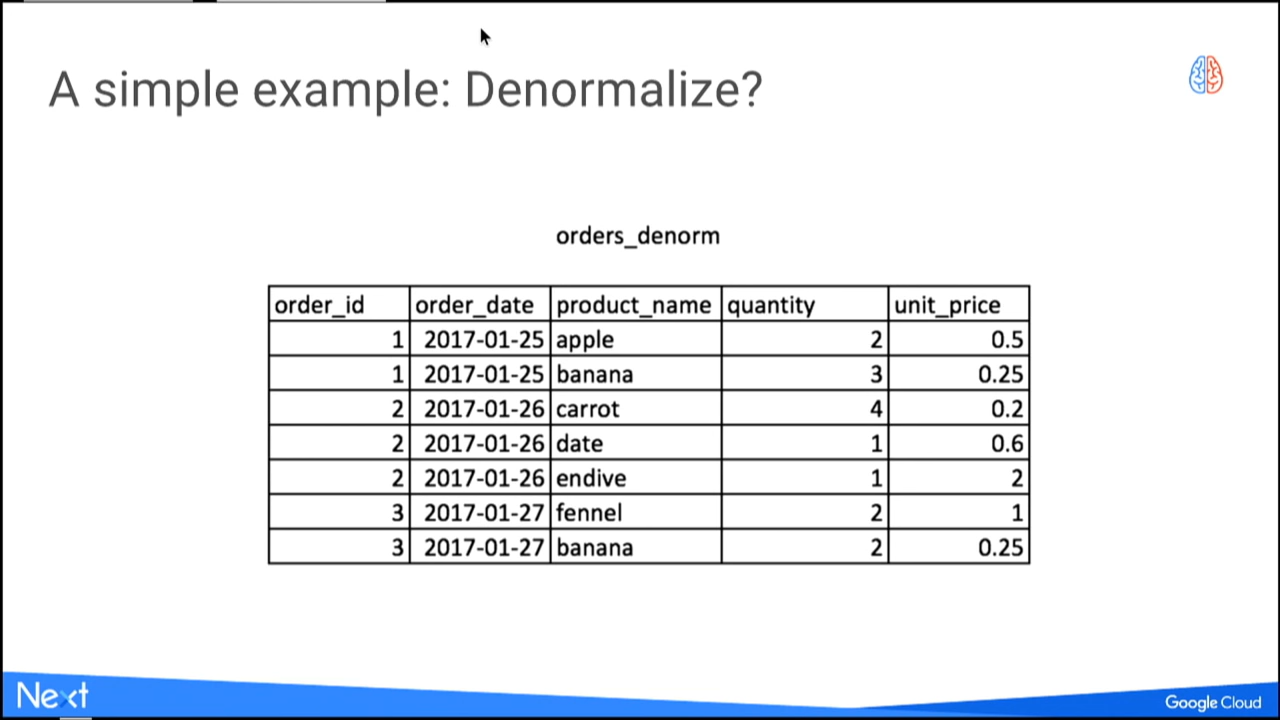 A simple example: Denormalize?
orders_denorm
order_id order_date product_name quantity unit_price
1 2017-01-25 apple 2 0.5
1 2017-01-25 banana 3 0.25
2 2017-01-26 carrot 4 0.2
2 2017-01-26 date 1 0.6
2 2017-01-26 endive 1 2
3 2017-01-27 fennel 2 1
3 2017-01-27 banana 2 0.25
Next Google Cloud